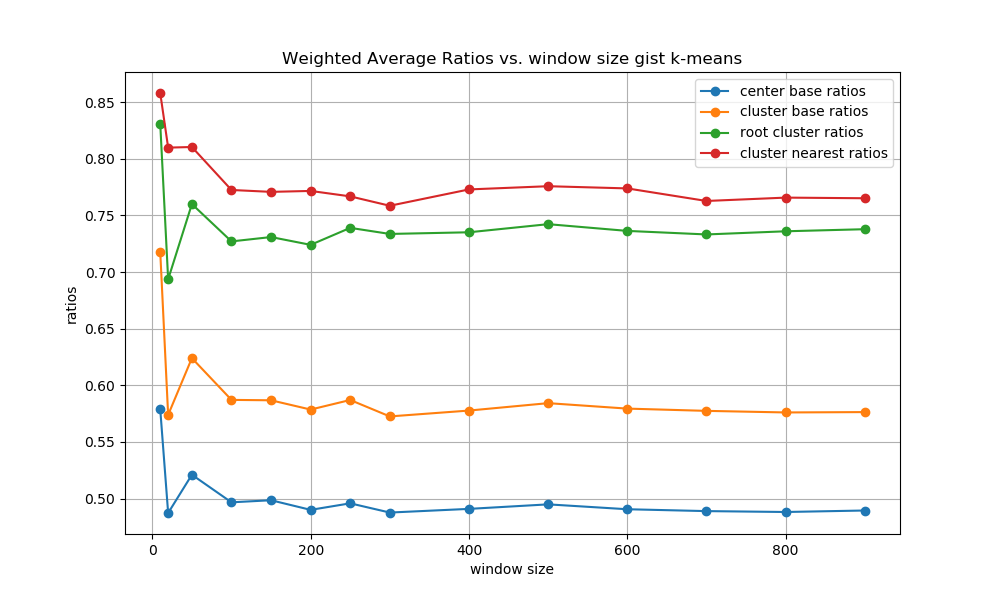 Weighted Average Ratios vs. window size gist k-means
center base ratios
cluster base ratios
root cluster ratios
cluster nearest ratios
ratios
0.85
0.80
0.75
0.70
0.65
0.60
0.55
0.50
0 200 400 600 800
window size